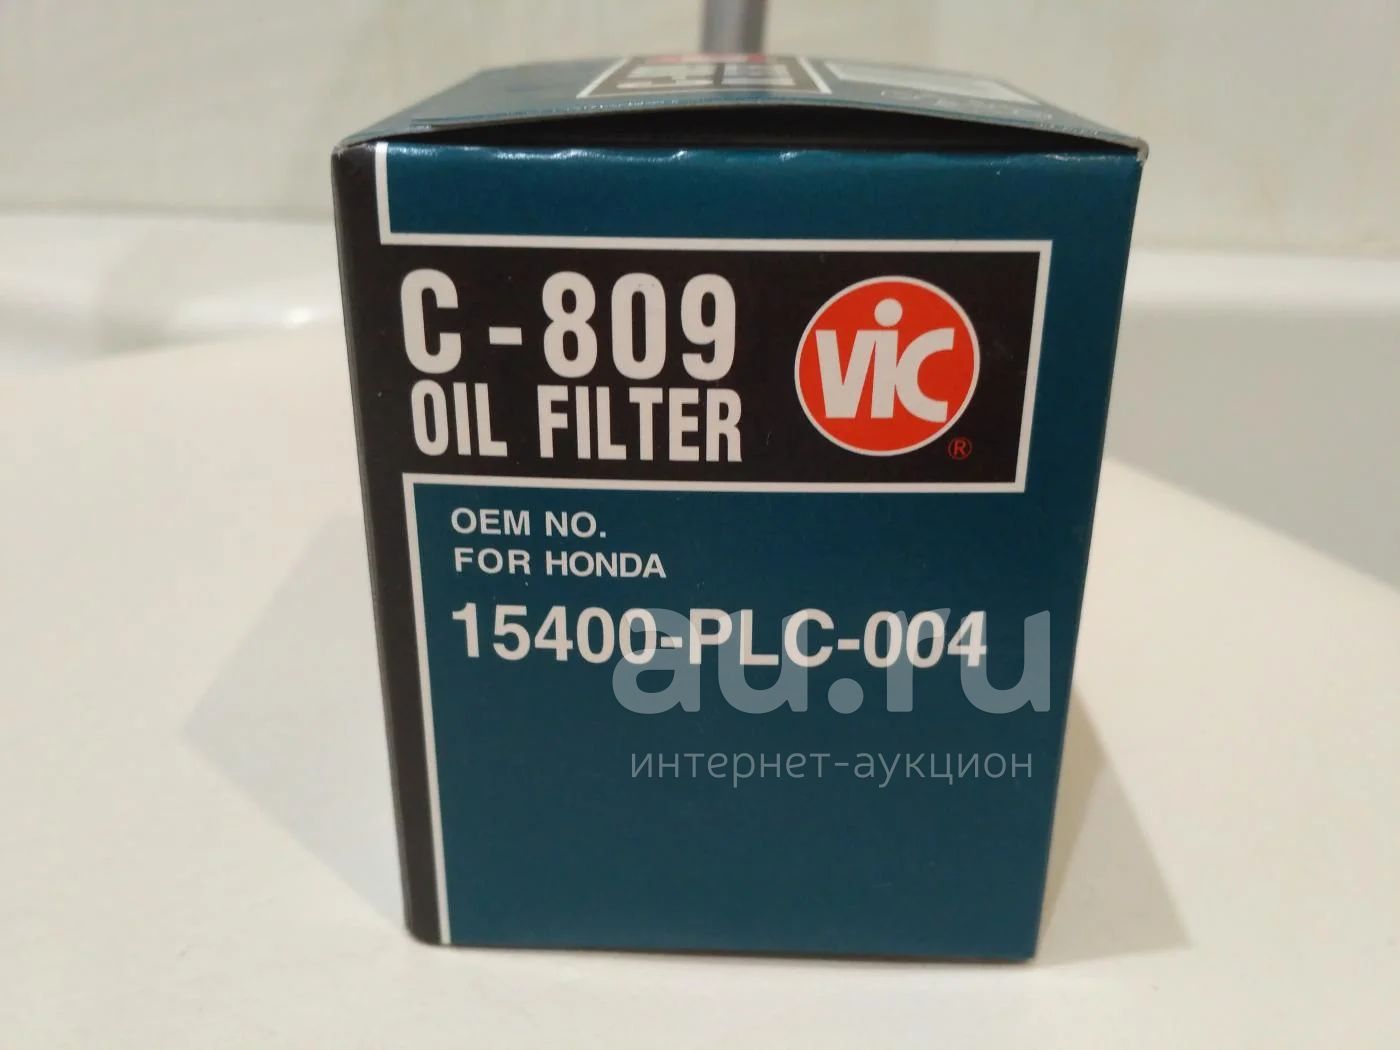 C-809
OIL FILTER
VIC
®
OEM NO.
FOR HONDA
15400-PLC-004
au.ru
интернет-аукцион